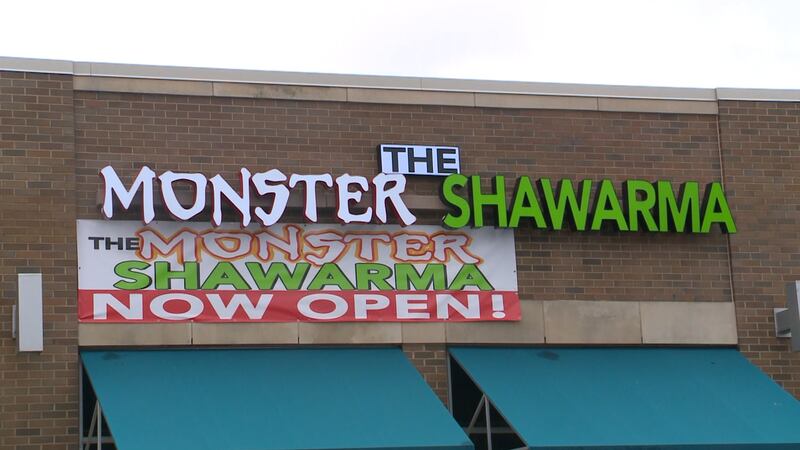 THE
MONSTER SHAWARMA
THE MONSTER
SHAWARMA
NOW OPEN!